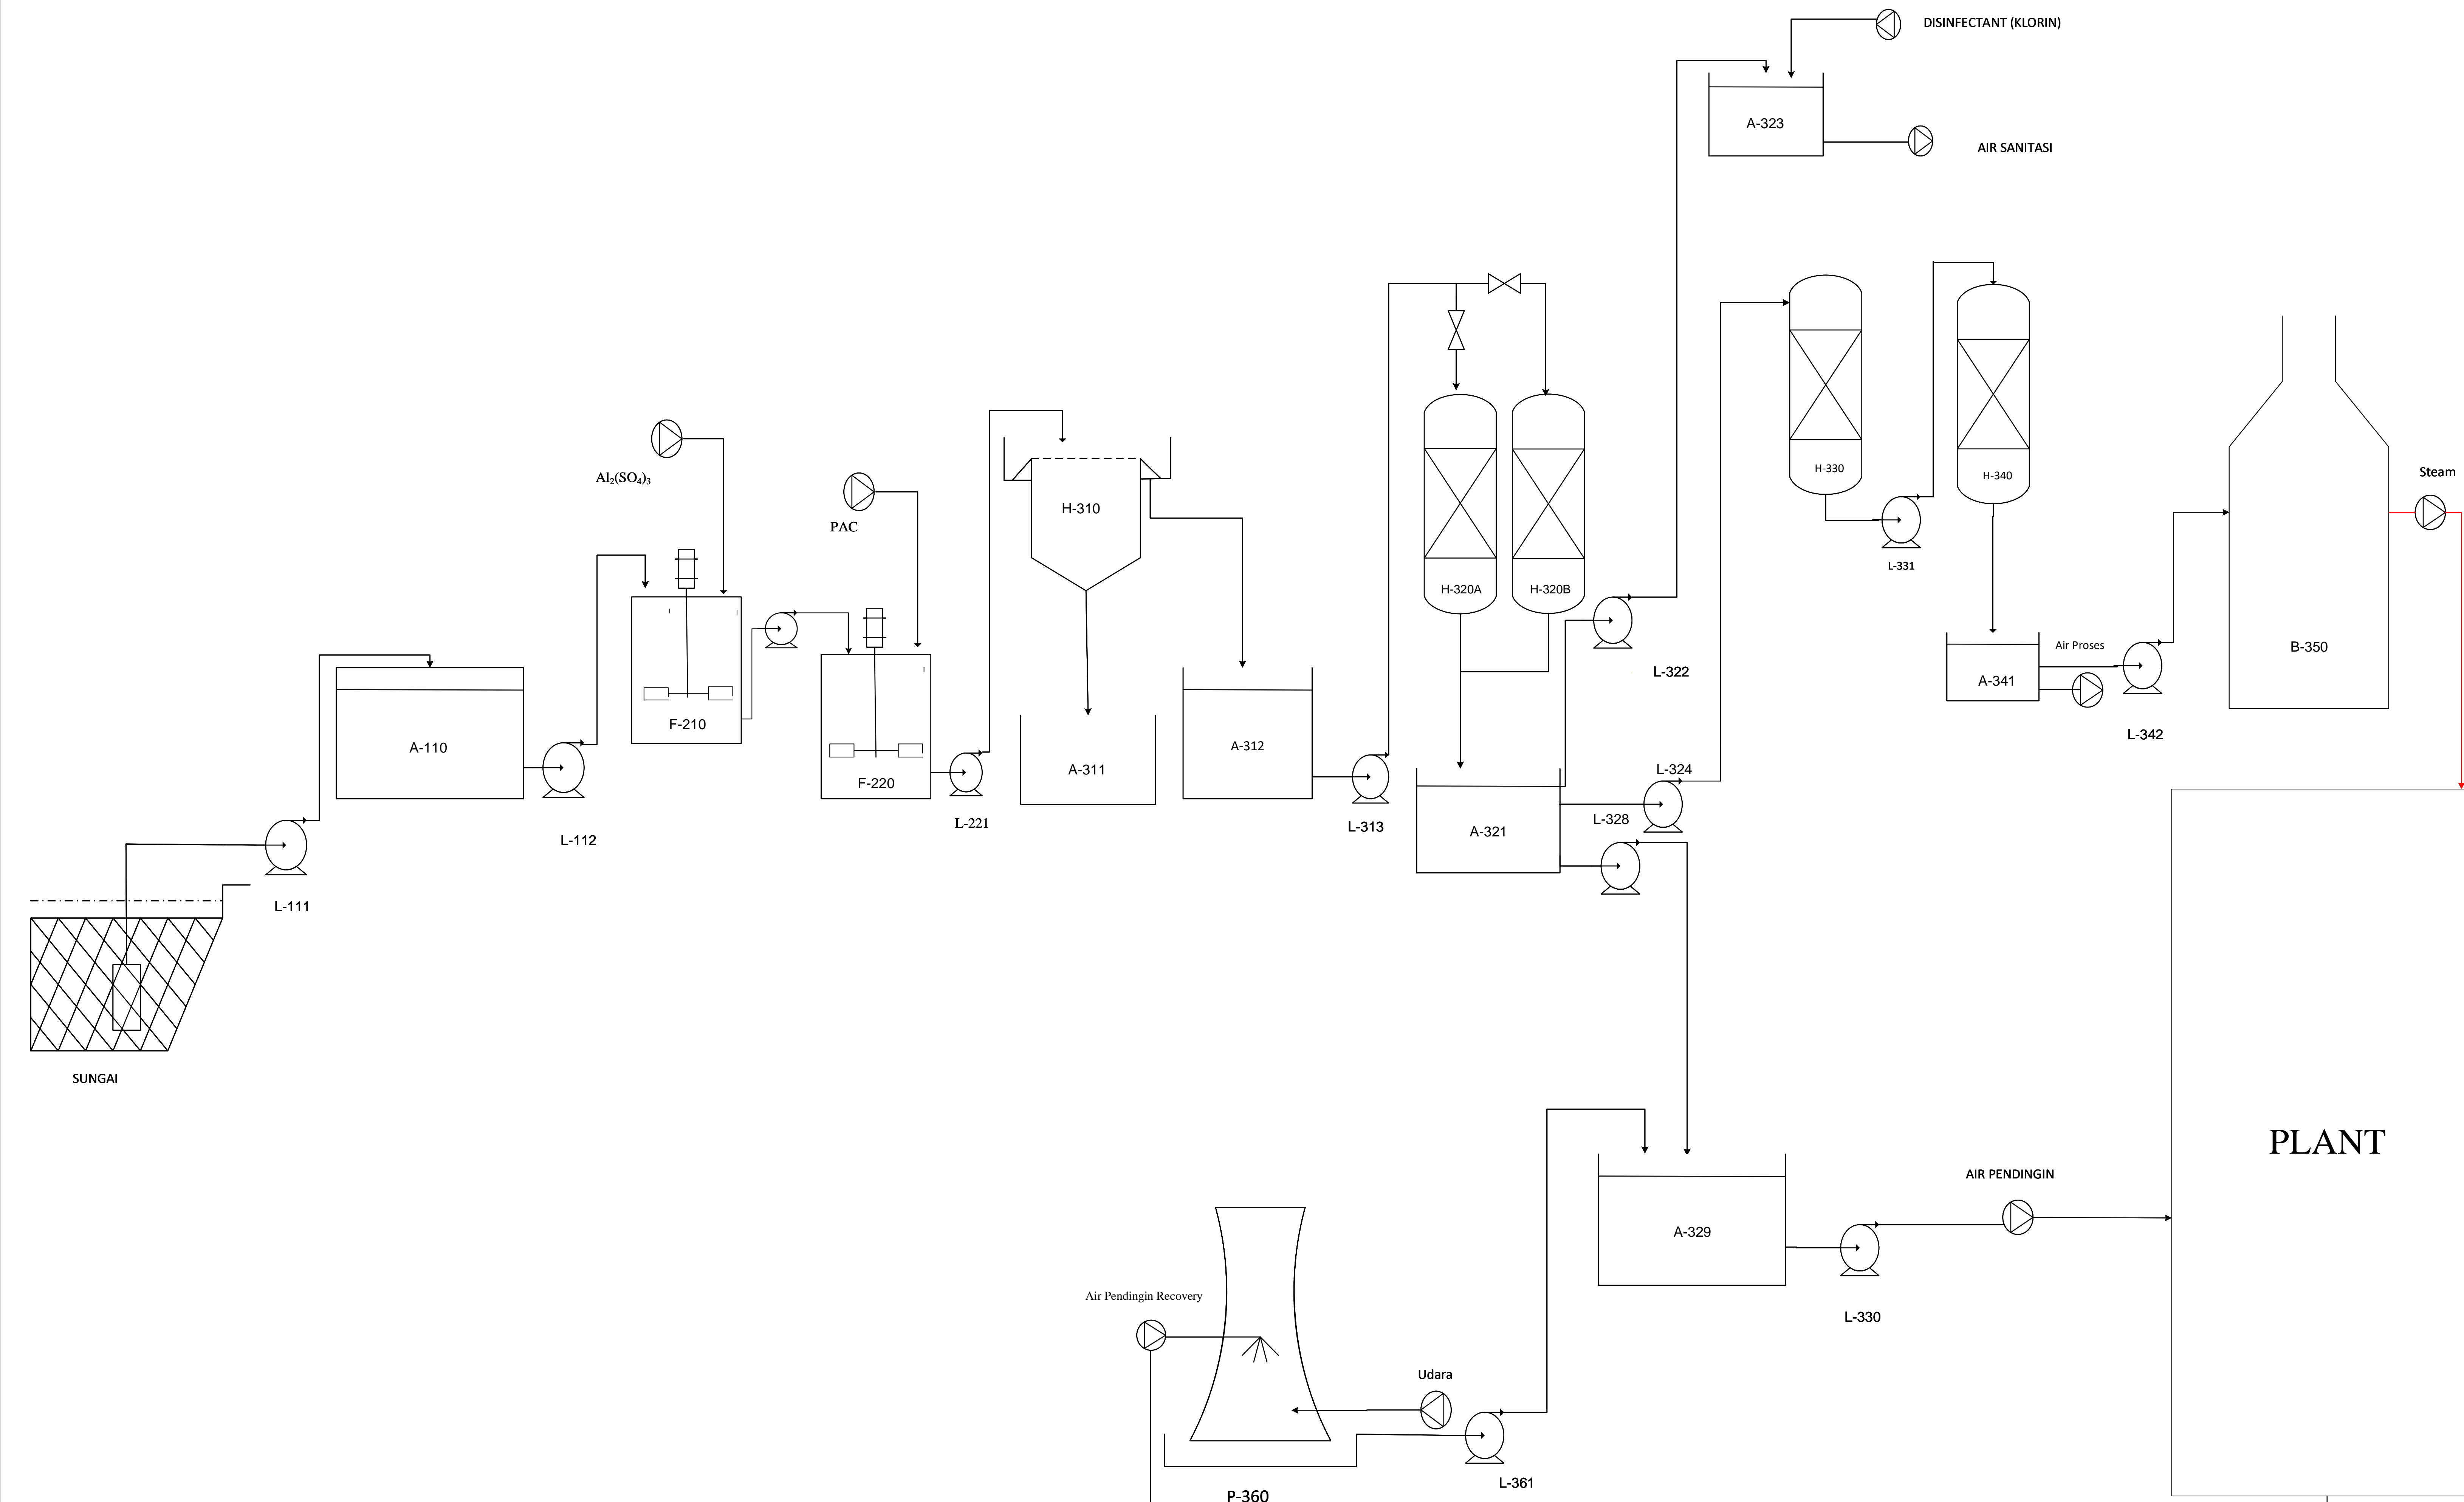 DISINFECTANT (KLORIN)
A-323
AIR SANITASI
H-330
H-340
L-331
Steam
Al₂(SO₄)₃
PAC
H-310
H-320A
H-320B
L-322
Air Proses
A-341
B-350
L-342
F-210
A-110
F-220
A-311
A-312
L-324
L-328
A-321
L-112
L-221
L-313
L-111
SUNGAI
PLANT
AIR PENDINGIN
A-329
L-330
Air Pendingin Recovery
Udara
L-361
P-360